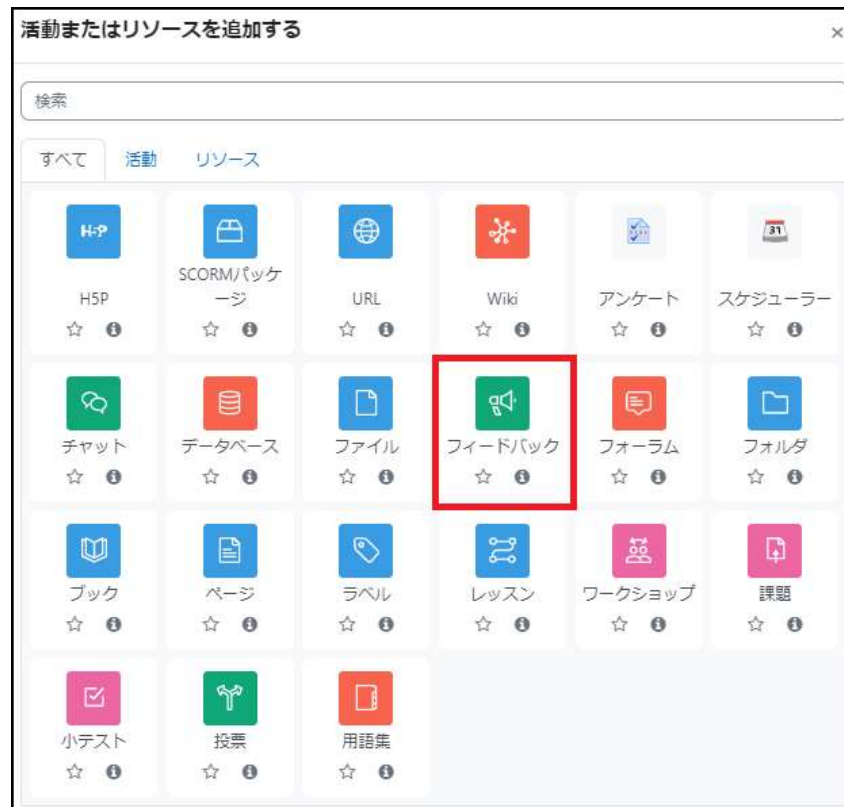 活動またはリソースを追加する ×
検索
すべて 活動 リソース
H5P
31
SCORMパッケ
ージ
H5P URL Wiki アンケート スケジューラー
チャット データベース ファイル フィードバック フォーラム フォルダ
ブック ページ ラベル レッスン ワークショップ 課題
小テスト 投票 用語集